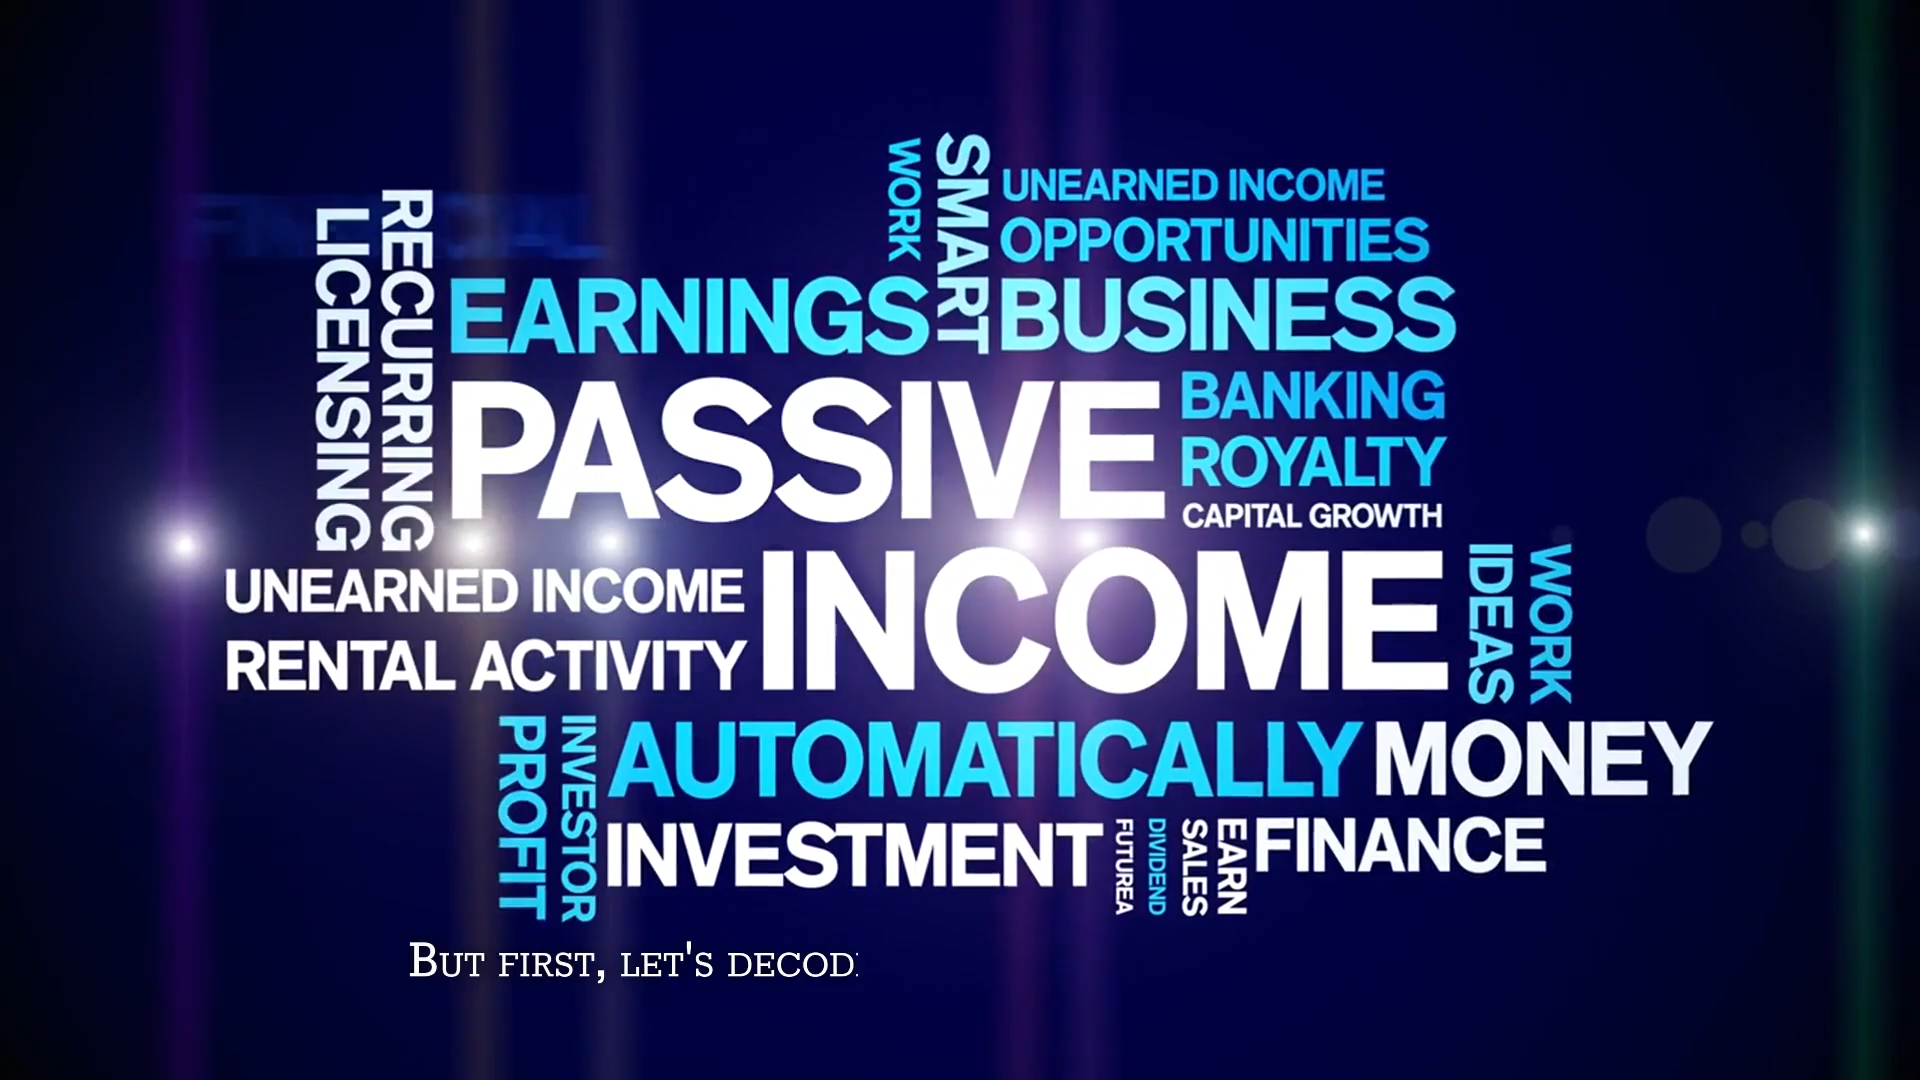 WORK
SMART
UNEARNED INCOME
OPPORTUNITIES
FINANCIAL
RECURRING
LICENSING
EARNINGS
BUSINESS
PASSIVE
BANKING
ROYALTY
CAPITAL GROWTH
UNEARNED INCOME
RENTAL ACTIVITY
INCOME
IDEAS
WORK
PROFIT
INVESTOR
AUTOMATICALLY
MONEY
INVESTMENT
FUTUREA
DIVIDEND
SALES
EARN
FINANCE
But first, let's decod